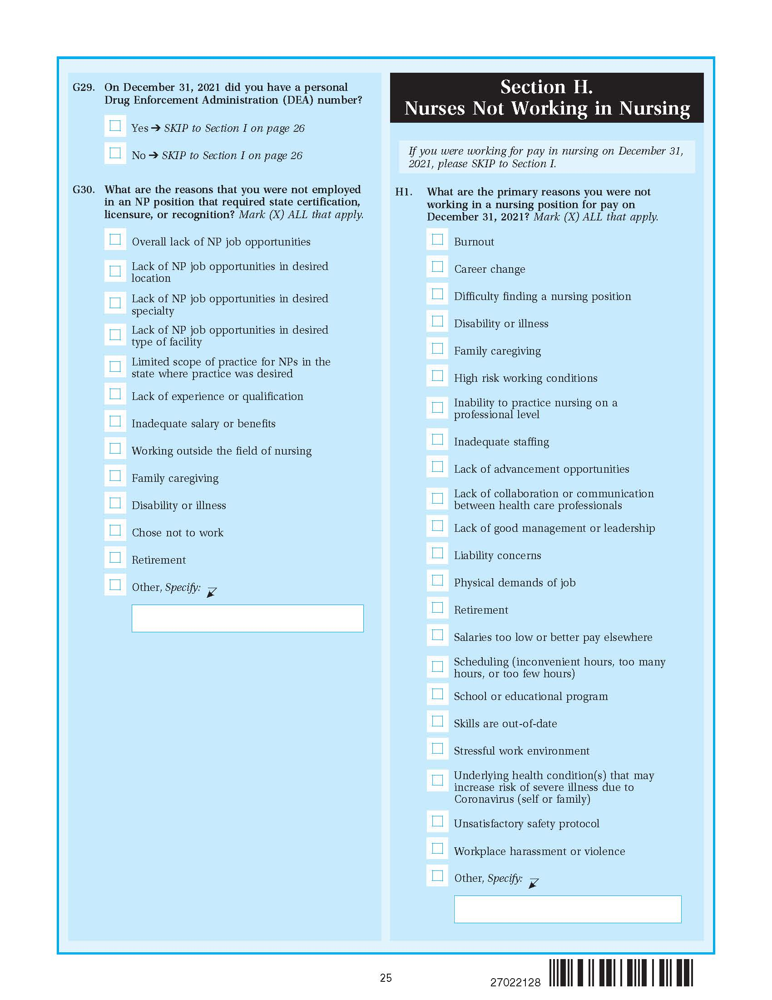 G29. On December 31, 2021 did you have a personal
Drug Enforcement Administration (DEA) number?
Yes ➔ SKIP to Section I on page 26
No ➔ SKIP to Section I on page 26
G30. What are the reasons that you were not employed
in an NP position that required state certification,
licensure, or recognition? Mark (X) ALL that apply.
Overall lack of NP job opportunities
Lack of NP job opportunities in desired
location
Lack of NP job opportunities in desired
specialty
Lack of NP job opportunities in desired
type of facility
Limited scope of practice for NPs in the
state where practice was desired
Lack of experience or qualification
Inadequate salary or benefits
Working outside the field of nursing
Family caregiving
Disability or illness
Chose not to work
Retirement
Other, Specify:
Section H.
Nurses Not Working in Nursing
If you were working for pay in nursing on December 31,
2021, please SKIP to Section I.
H1. What are the primary reasons you were not
working in a nursing position for pay on
December 31, 2021? Mark (X) ALL that apply.
Burnout
Career change
Difficulty finding a nursing position
Disability or illness
Family caregiving
High risk working conditions
Inability to practice nursing on a
professional level
Inadequate staffing
Lack of advancement opportunities
Lack of collaboration or communication
between health care professionals
Lack of good management or leadership
Liability concerns
Physical demands of job
Retirement
Salaries too low or better pay elsewhere
Scheduling (inconvenient hours, too many
hours, or too few hours)
School or educational program
Skills are out-of-date
Stressful work environment
Underlying health condition(s) that may
increase risk of severe illness due to
Coronavirus (self or family)
Unsatisfactory safety protocol
Workplace harassment or violence
Other, Specify:
25
27022128